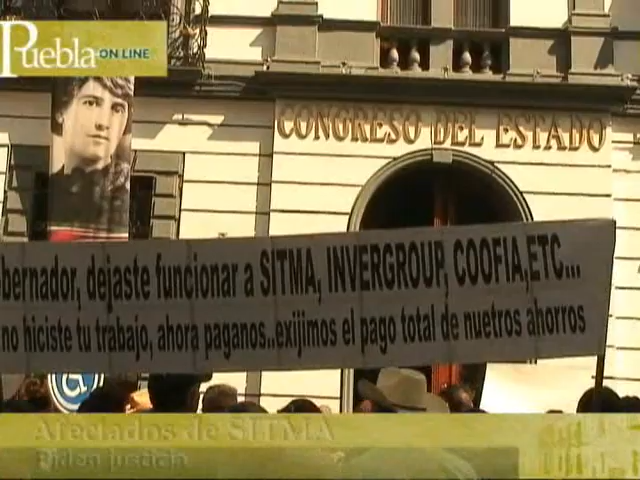 Puebla ON LINE
CONGRESO DEL ESTADO
bernador, dejaste funcionar a SITMA, INVERGROUP, COOFIA,ETC...
no hiciste tu trabajo, ahora paganos..exijimos el pago total de nuetros ahorros
Afectados de SITMA
Piden justicia